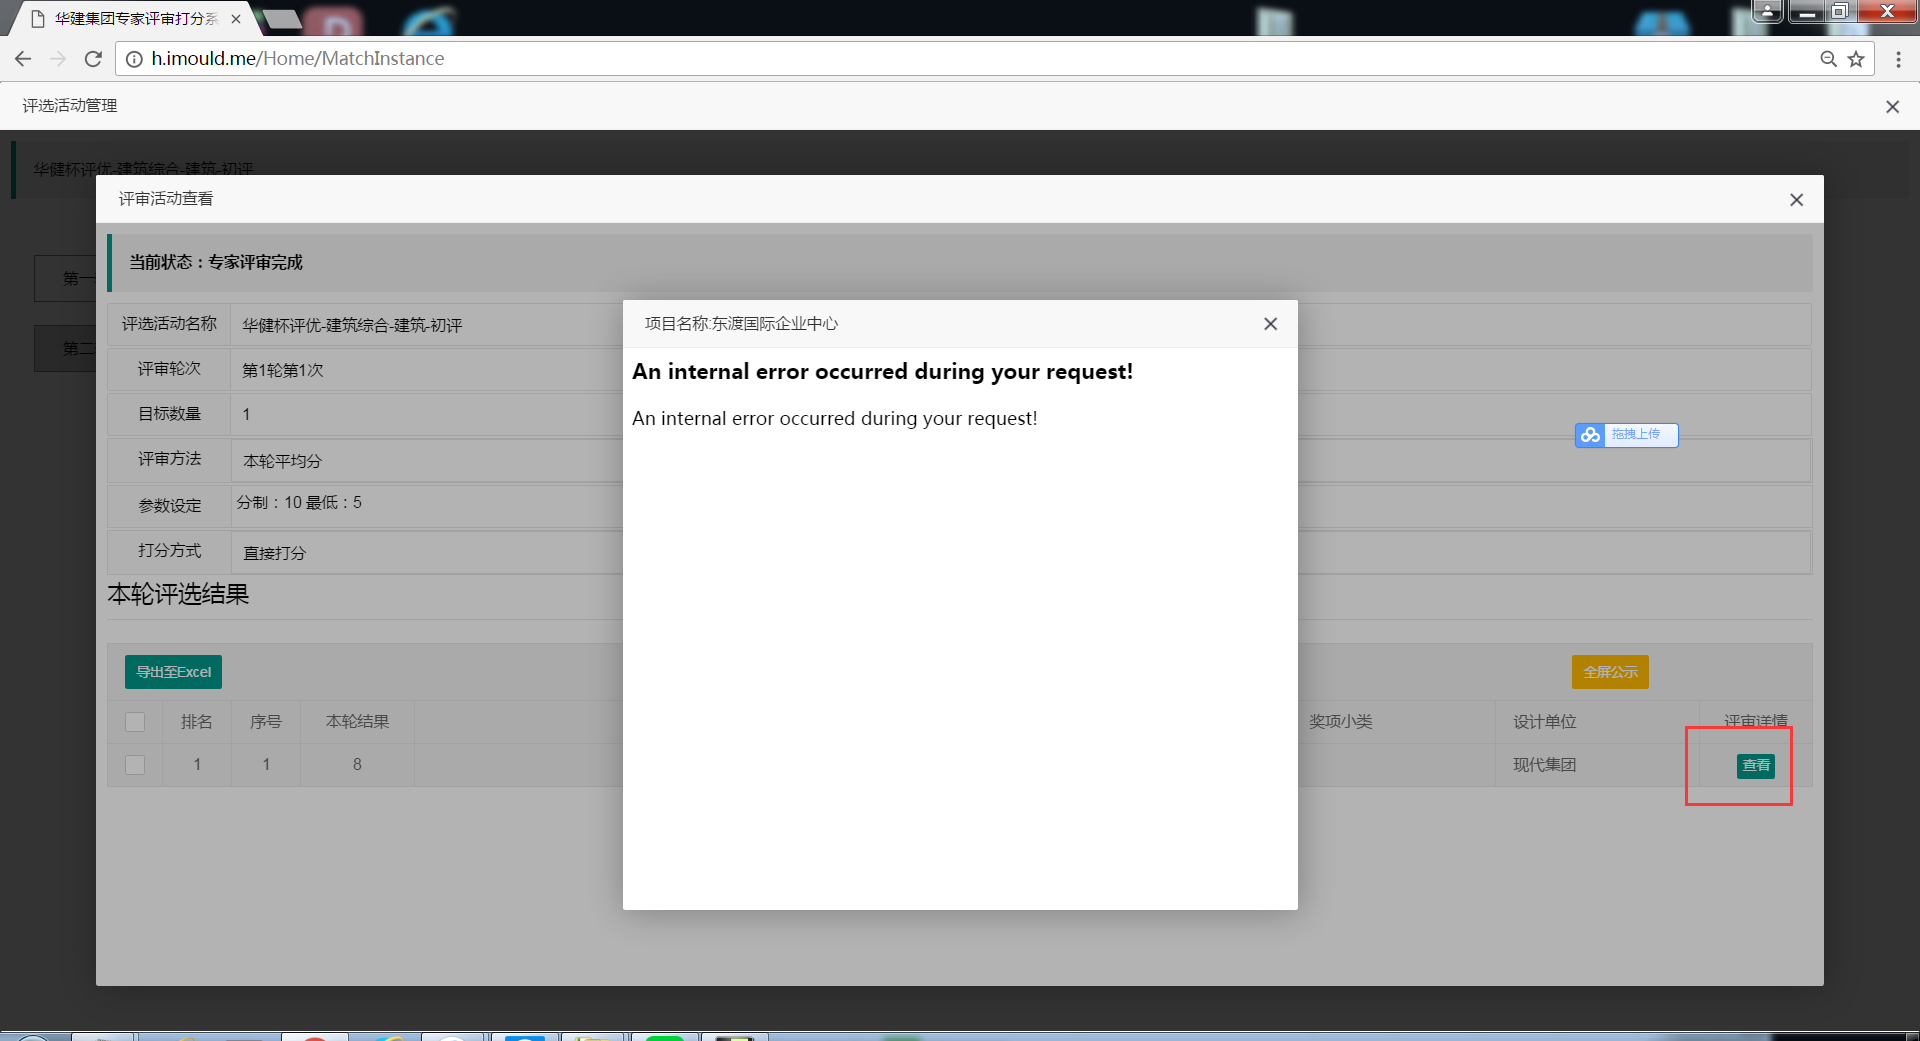 华建集团专家评审打分系
h.imould.me/Home/MatchInstance
评选活动管理
华健杯评优-建筑综合-建筑-初评
评审活动查看
当前状态：专家评审完成
第一
第二
评选活动名称 华健杯评优-建筑综合-建筑-初评
评审轮次 第1轮第1次
目标数量 1
评审方法 本轮平均分
参数设定 分制：10 最低：5
打分方式 直接打分
项目名称:东渡国际企业中心
An internal error occurred during your request!
An internal error occurred during your request!
拖拽上传
本轮评选结果
导出至Excel 全屏公示
排名 序号 本轮结果 奖项小类 设计单位 评审详情
1 1 8 现代集团 查看